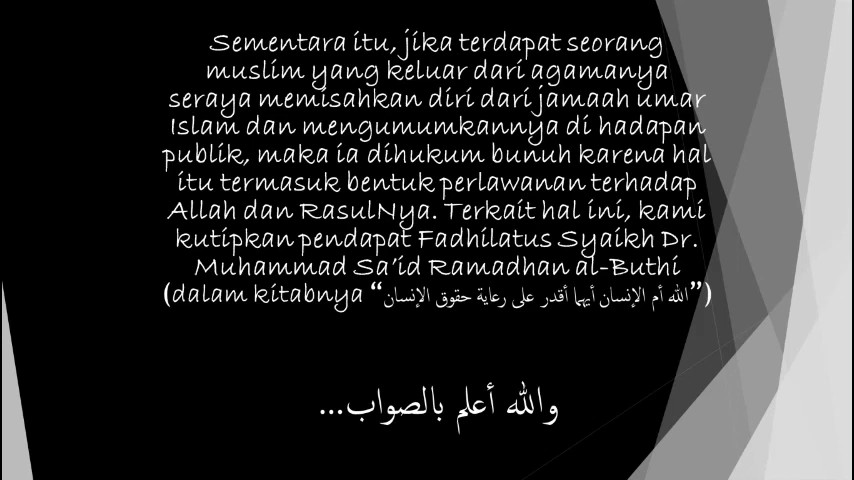 Sementara itu, jika terdapat seorang
muslim yang keluar dari agamanya
seraya memisahkan diri dari jamaah umar
Islam dan mengumumkannya di hadapan
publik, maka ia dihukum bunuh karena hal
itu termasuk bentuk perlawanan terhadap
Allah dan RasulNya. Terkait hal ini, kami
kutipkan pendapat Fadhilatus Syaikh Dr.
Muhammad Sa'id Ramadhan al-Buthi
(dalam kitabnya “الله أم الإنسان أيهما أقدر على رعاية حقوق الإنسان”)
والله أعلم بالصواب...